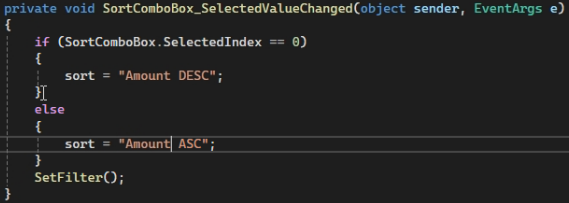 private void SortComboBox_SelectedValueChanged(object sender, EventArgs e)
{
if (SortComboBox.SelectedIndex == 0)
{
sort = "Amount DESC";
}
else
{
sort = "Amount ASC";
}
SetFilter();
}